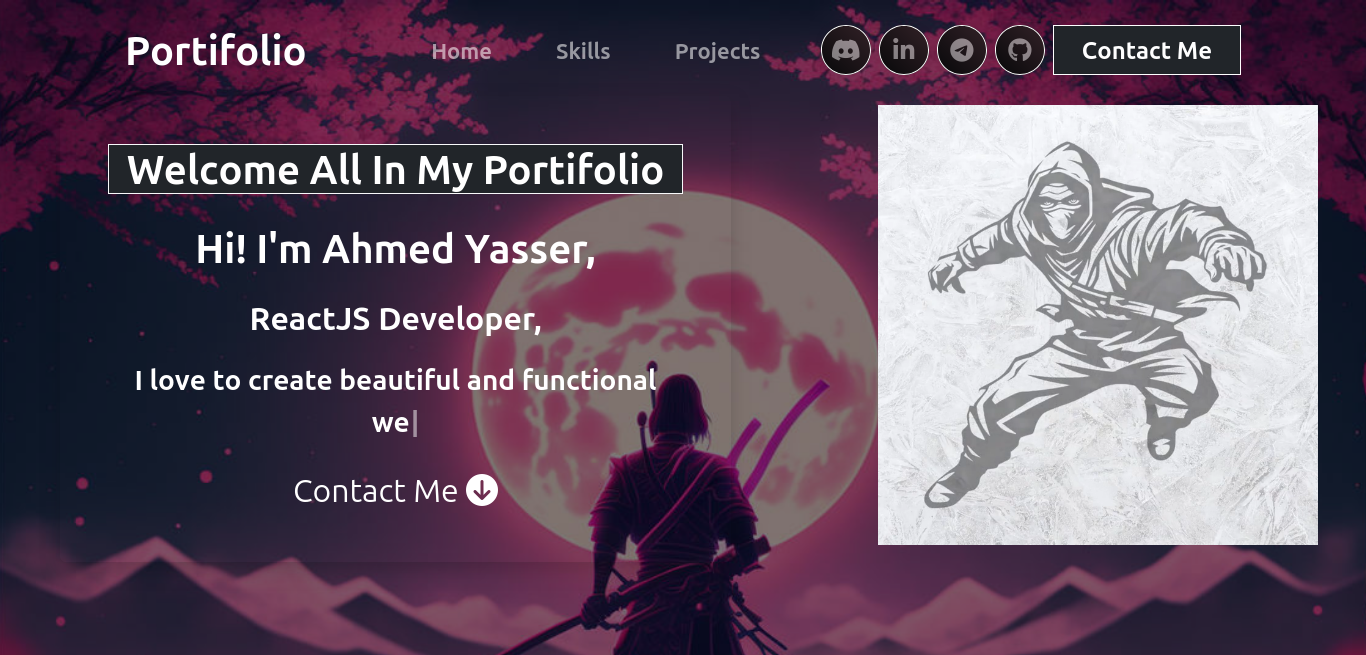 Portifolio
Home
Skills
Projects
in
Contact Me
Welcome All In My Portifolio
Hi! I'm Ahmed Yasser,
ReactJS Developer,
I love to create beautiful and functional
we|
Contact Me